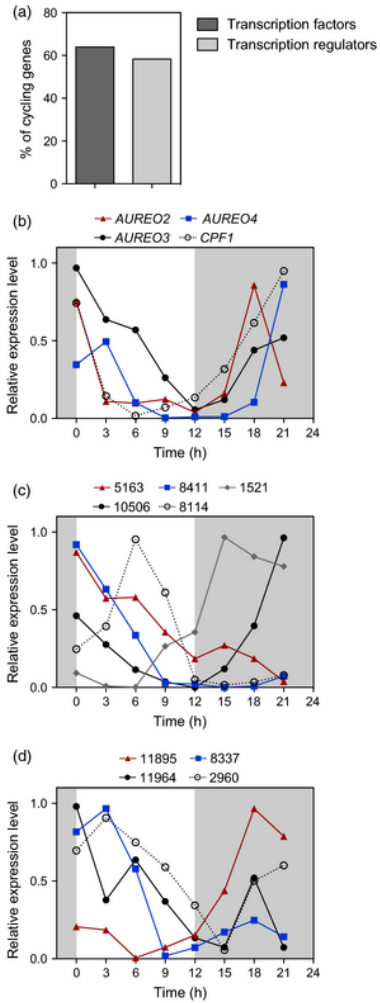 (a)
80
60
40
20
0
% of cycling genes
Transcription factors
Transcription regulators
(b)
AUREO2 AUREO4
AUREO3 CPF1
1.0
0.5
0.0
Relative expression level
0 3 6 9 12 15 18 21 24
Time (h)
(c)
5163 8411 1521
10506 8114
1.0
0.5
0.0
Relative expression level
0 3 6 9 12 15 18 21 24
Time (h)
(d)
11895 8337
11964 2960
1.0
0.5
0.0
Relative expression level
0 3 6 9 12 15 18 21 24
Time (h)